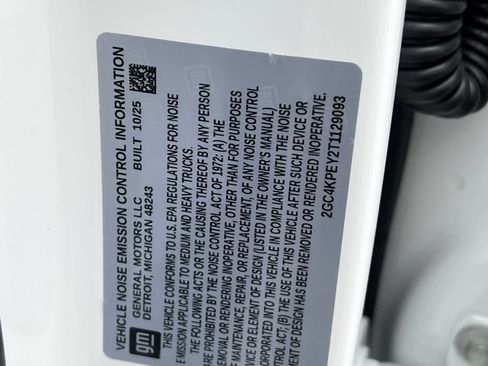 VEHICLE NOISE EMISSION CONTROL INFORMATION
gm
GENERAL MOTORS LLC
DETROIT, MICHIGAN 48243
BUILT 10/25
THIS VEHICLE CONFORMS TO U.S. EPA REGULATIONS FOR NOISE
EMISSION APPLICABLE TO MEDIUM AND HEAVY TRUCKS.
THE FOLLOWING ACTS OR THE CAUSING THEREOF BY ANY PERSON
ARE PROHIBITED BY THE NOISE CONTROL ACT OF 1972: (A) THE
REMOVAL OR RENDERING INOPERATIVE, OTHER THAN FOR PURPOSES
OF MAINTENANCE, REPAIR, OR REPLACEMENT, OF ANY NOISE CONTROL
DEVICE OR ELEMENT OF DESIGN (LISTED IN THE OWNER'S MANUAL)
INCORPORATED INTO THIS VEHICLE IN COMPLIANCE WITH THE NOISE
CONTROL ACT; (B) THE USE OF THIS VEHICLE AFTER SUCH DEVICE OR
ELEMENT OF DESIGN HAS BEEN REMOVED OR RENDERED INOPERATIVE.
2GC4KPEY2T1129093